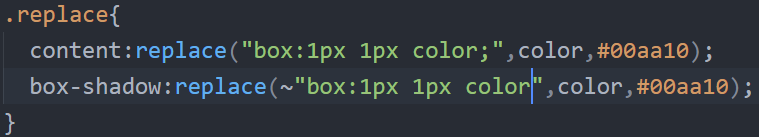 .replace{
content:replace("box:1px 1px color;",color,#00aa10);
box-shadow:replace(~"box:1px 1px color",color,#00aa10);
}